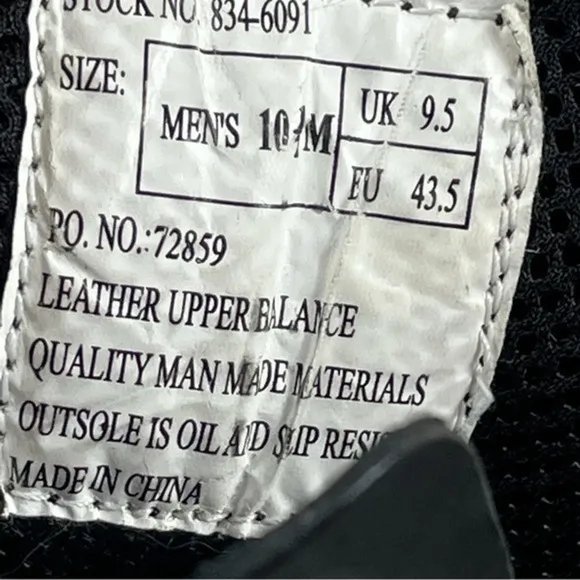 STOCK NO. 834-6091
SIZE:
MEN'S 10/M
UK 9.5
EU 43.5
PO. NO.:72859
LEATHER UPPER BALANCE
QUALITY MAN MADE MATERIALS
OUTSOLE IS OIL AND SLIP
MADE IN CHINA